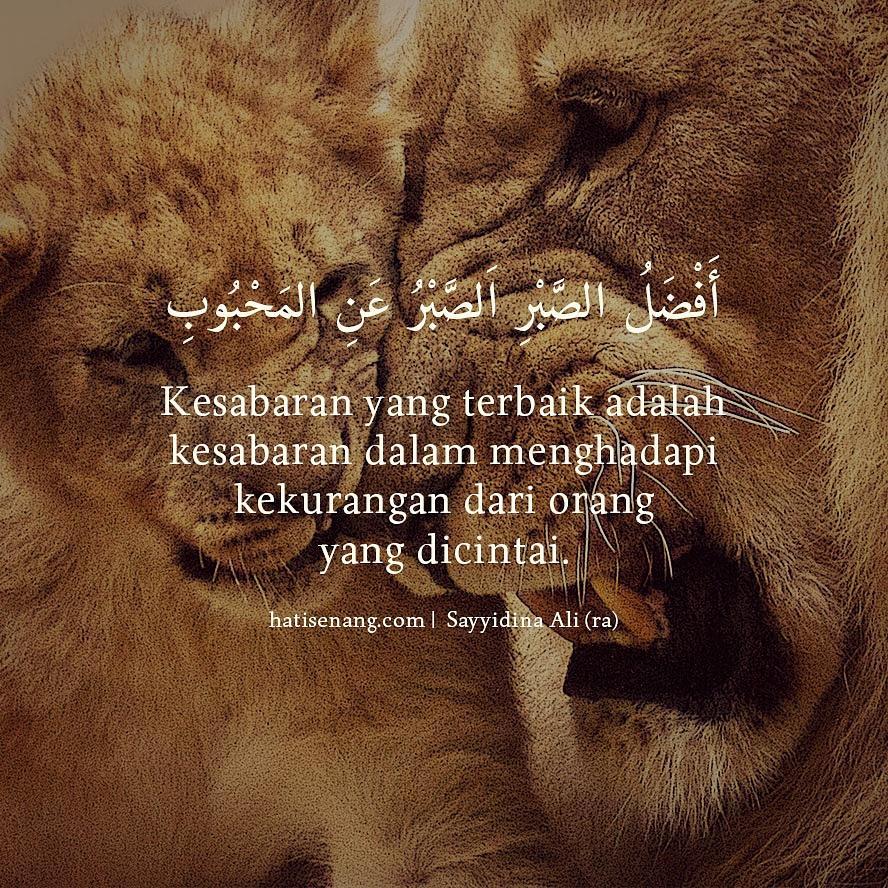 أَفْضَلُ الصَّبْرِ اَلصَّبْرُ عَنِ المَحْبُوبِ
Kesabaran yang terbaik adalah
kesabaran dalam menghadapi
kekurangan dari orang
yang dicintai.
hatisenang.com | Sayyidina Ali (ra)